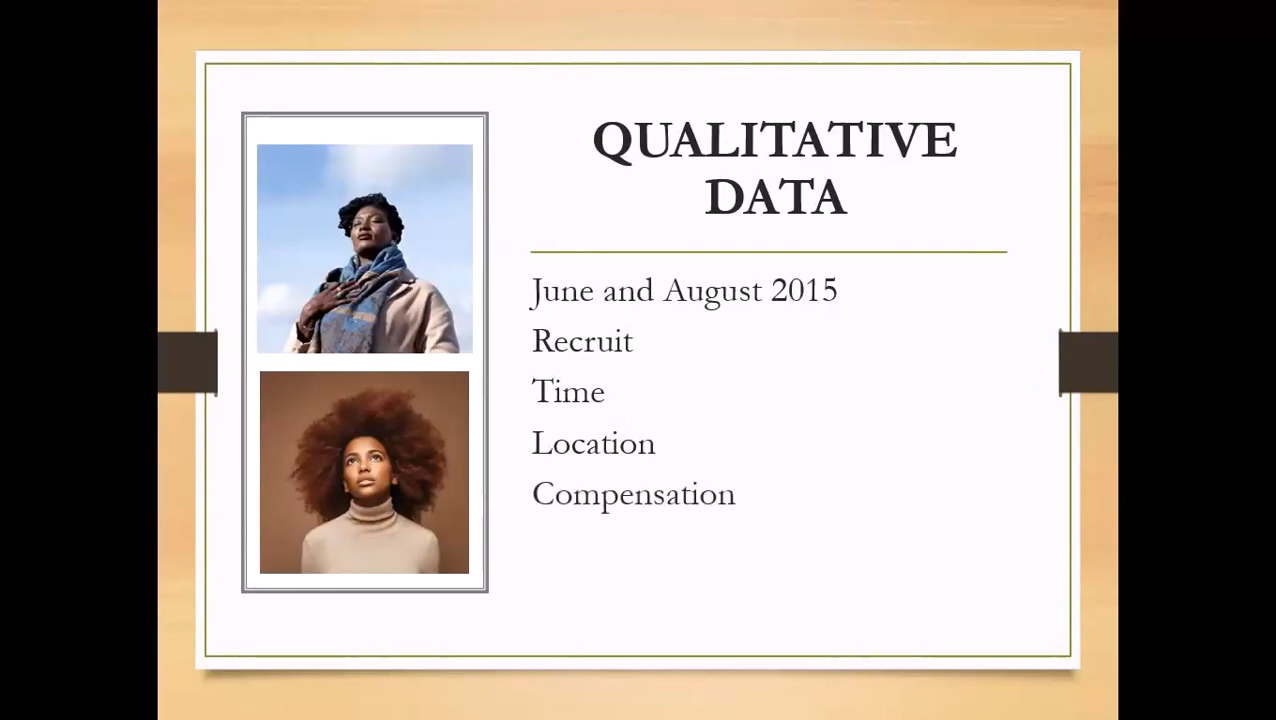 QUALITATIVE
DATA
June and August 2015
Recruit
Time
Location
Compensation